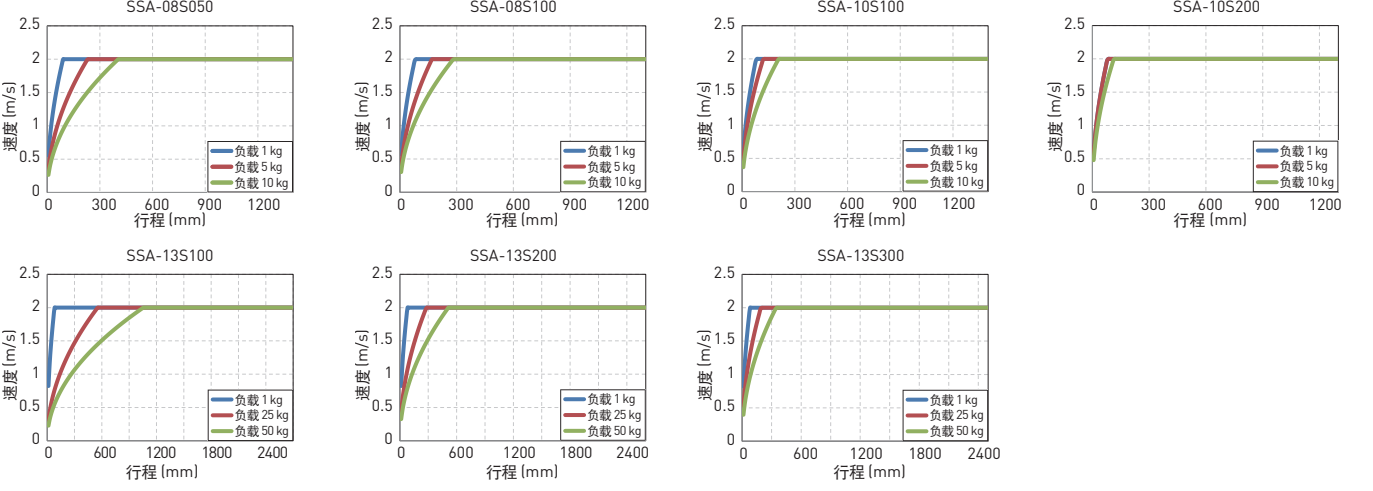 SSA-08S050
2.5
2
1.5
1
0.5
0
速度 (m/s)
0 300 600 900 1200
行程 (mm)
负载 1 kg
负载 5 kg
负载 10 kg
SSA-08S100
2.5
2
1.5
1
0.5
0
速度 (m/s)
0 300 600 900 1200
行程 (mm)
负载 1 kg
负载 5 kg
负载 10 kg
SSA-10S100
2.5
2
1.5
1
0.5
0
速度 (m/s)
0 300 600 900 1200
行程 (mm)
负载 1 kg
负载 5 kg
负载 10 kg
SSA-10S200
2.5
2
1.5
1
0.5
0
速度 (m/s)
0 300 600 900 1200
行程 (mm)
负载 1 kg
负载 5 kg
负载 10 kg
SSA-13S100
2.5
2
1.5
1
0.5
0
速度 (m/s)
0 600 1200 1800 2400
行程 (mm)
负载 1 kg
负载 25 kg
负载 50 kg
SSA-13S200
2.5
2
1.5
1
0.5
0
速度 (m/s)
0 600 1200 1800 2400
行程 (mm)
负载 1 kg
负载 25 kg
负载 50 kg
SSA-13S300
2.5
2
1.5
1
0.5
0
速度 (m/s)
0 600 1200 1800 2400
行程 (mm)
负载 1 kg
负载 25 kg
负载 50 kg